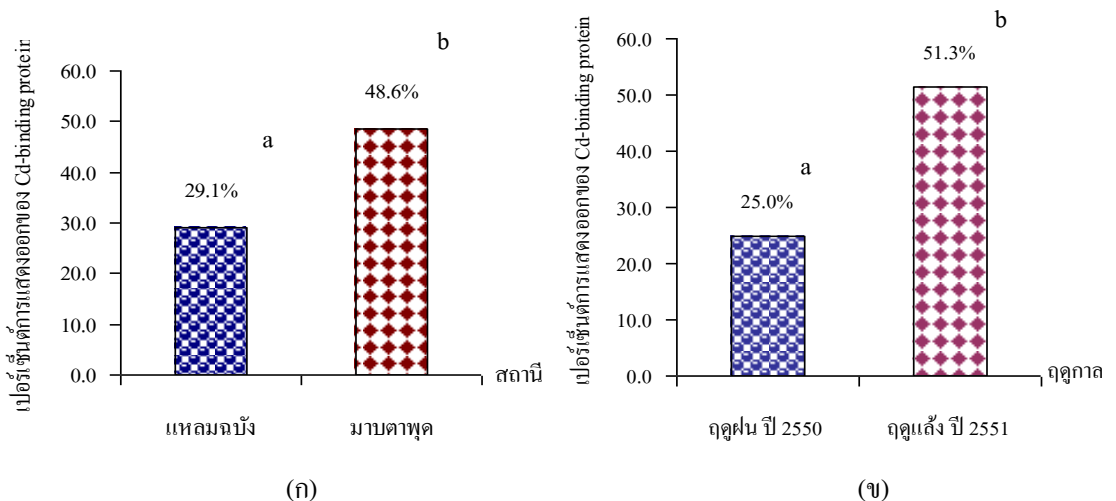 เปอร์เซ็นต์การแสดงออกของ Cd-binding protein
b
60.0
50.0
40.0
30.0
20.0
10.0
0.0
a
29.1%
48.6%
แหลมฉบัง
มาบตาพุด
สถานี
(ก)
เปอร์เซ็นต์การแสดงออกของ Cd-binding protein
b
60.0
50.0
40.0
30.0
20.0
10.0
0.0
a
25.0%
51.3%
ฤดูฝน ปี 2550
ฤดูแล้ง ปี 2551
ฤดูกาล
(ข)